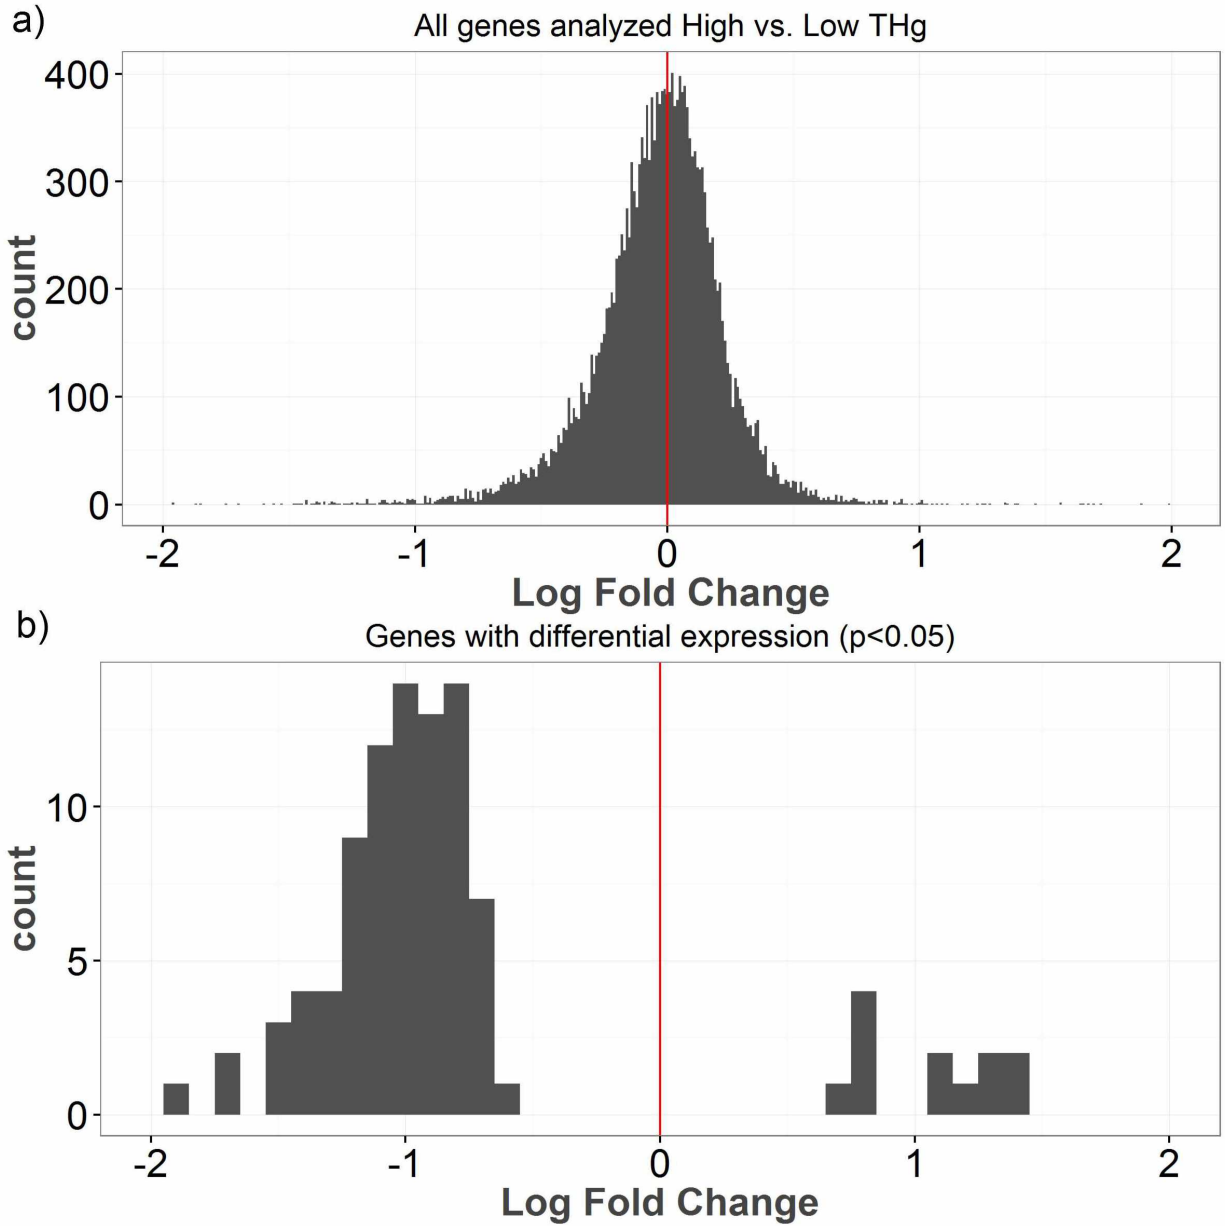 a)
All genes analyzed High vs. Low THg
400
300
200
100
0
count
-2 -1 0 1 2
Log Fold Change
b)
Genes with differential expression (p<0.05)
10
5
0
count
-2 -1 0 1 2
Log Fold Change